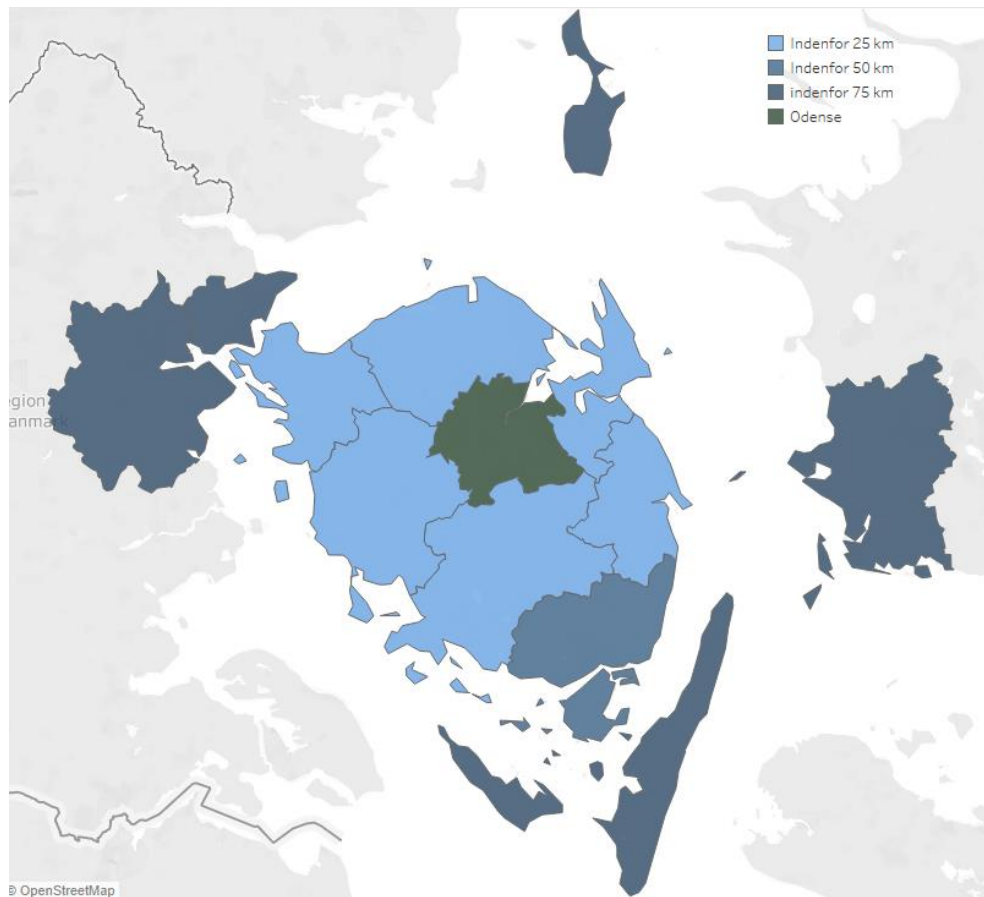 Indenfor 25 km
Indenfor 50 km
indenfor 75 km
Odense
egion
anmark
© OpenStreetMap